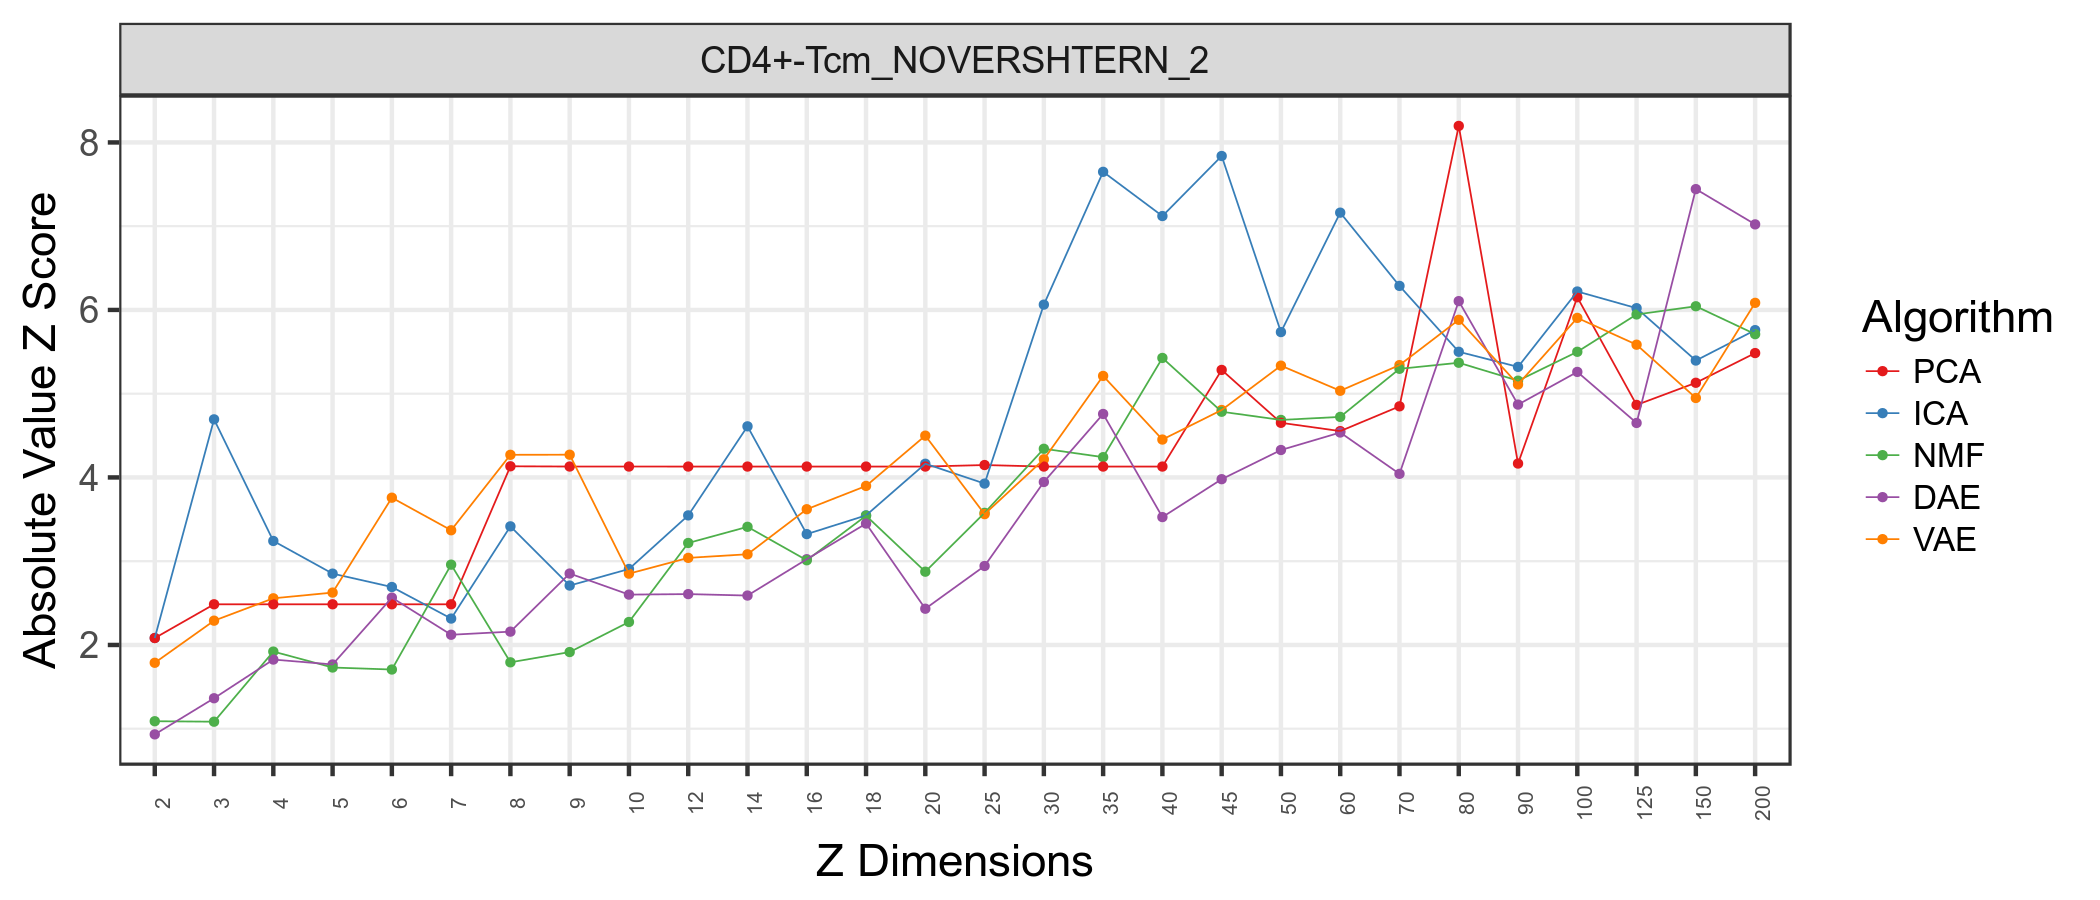 CD4+-Tcm_NOVERSHTERN_2
Absolute Value Z Score
8
6
4
2
2 3 4 5 6 7 8 9 10 12 14 16 18 20 25 30 35 40 45 50 60 70 80 90 100 125 150 200
Z Dimensions
Algorithm
PCA
ICA
NMF
DAE
VAE